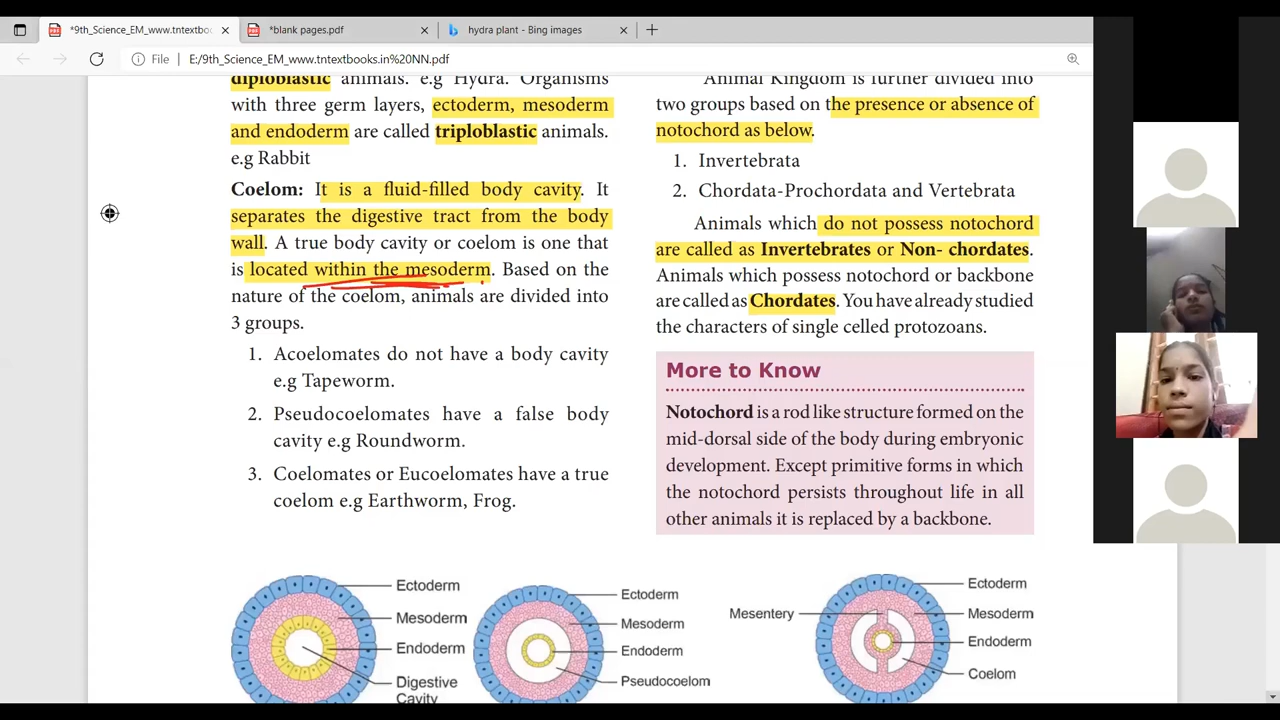 *9th_Science_EM_www.tntextboo
*blank pages.pdf
hydra plant - Bing images
File
E:/9th_Science_EM_www.tntextbooks.in%20NN.pdf
diploblastic animals. e.g Hydra. Organisms
with three germ layers, ectoderm, mesoderm
and endoderm are called triploblastic animals.
e.g Rabbit
Coelom: It is a fluid-filled body cavity. It
separates the digestive tract from the body
wall. A true body cavity or coelom is one that
is located within the mesoderm. Based on the
nature of the coelom, animals are divided into
3 groups.
1. Acoelomates do not have a body cavity
e.g Tapeworm.
2. Pseudocoelomates have a false body
cavity e.g Roundworm.
3. Coelomates or Eucoelomates have a true
coelom e.g Earthworm, Frog.
Animal Kingdom is further divided into
two groups based on the presence or absence of
notochord as below.
1. Invertebrata
2. Chordata-Prochordata and Vertebrata
Animals which do not possess notochord
are called as Invertebrates or Non- chordates.
Animals which possess notochord or backbone
are called as Chordates. You have already studied
the characters of single celled protozoans.
More to Know
Notochord is a rod like structure formed on the
mid-dorsal side of the body during embryonic
development. Except primitive forms in which
the notochord persists throughout life in all
other animals it is replaced by a backbone.
Ectoderm
Mesoderm
Endoderm
Digestive
Cavity
Ectoderm
Mesoderm
Endoderm
Pseudocoelom
Mesentery
Ectoderm
Mesoderm
Endoderm
Coelom